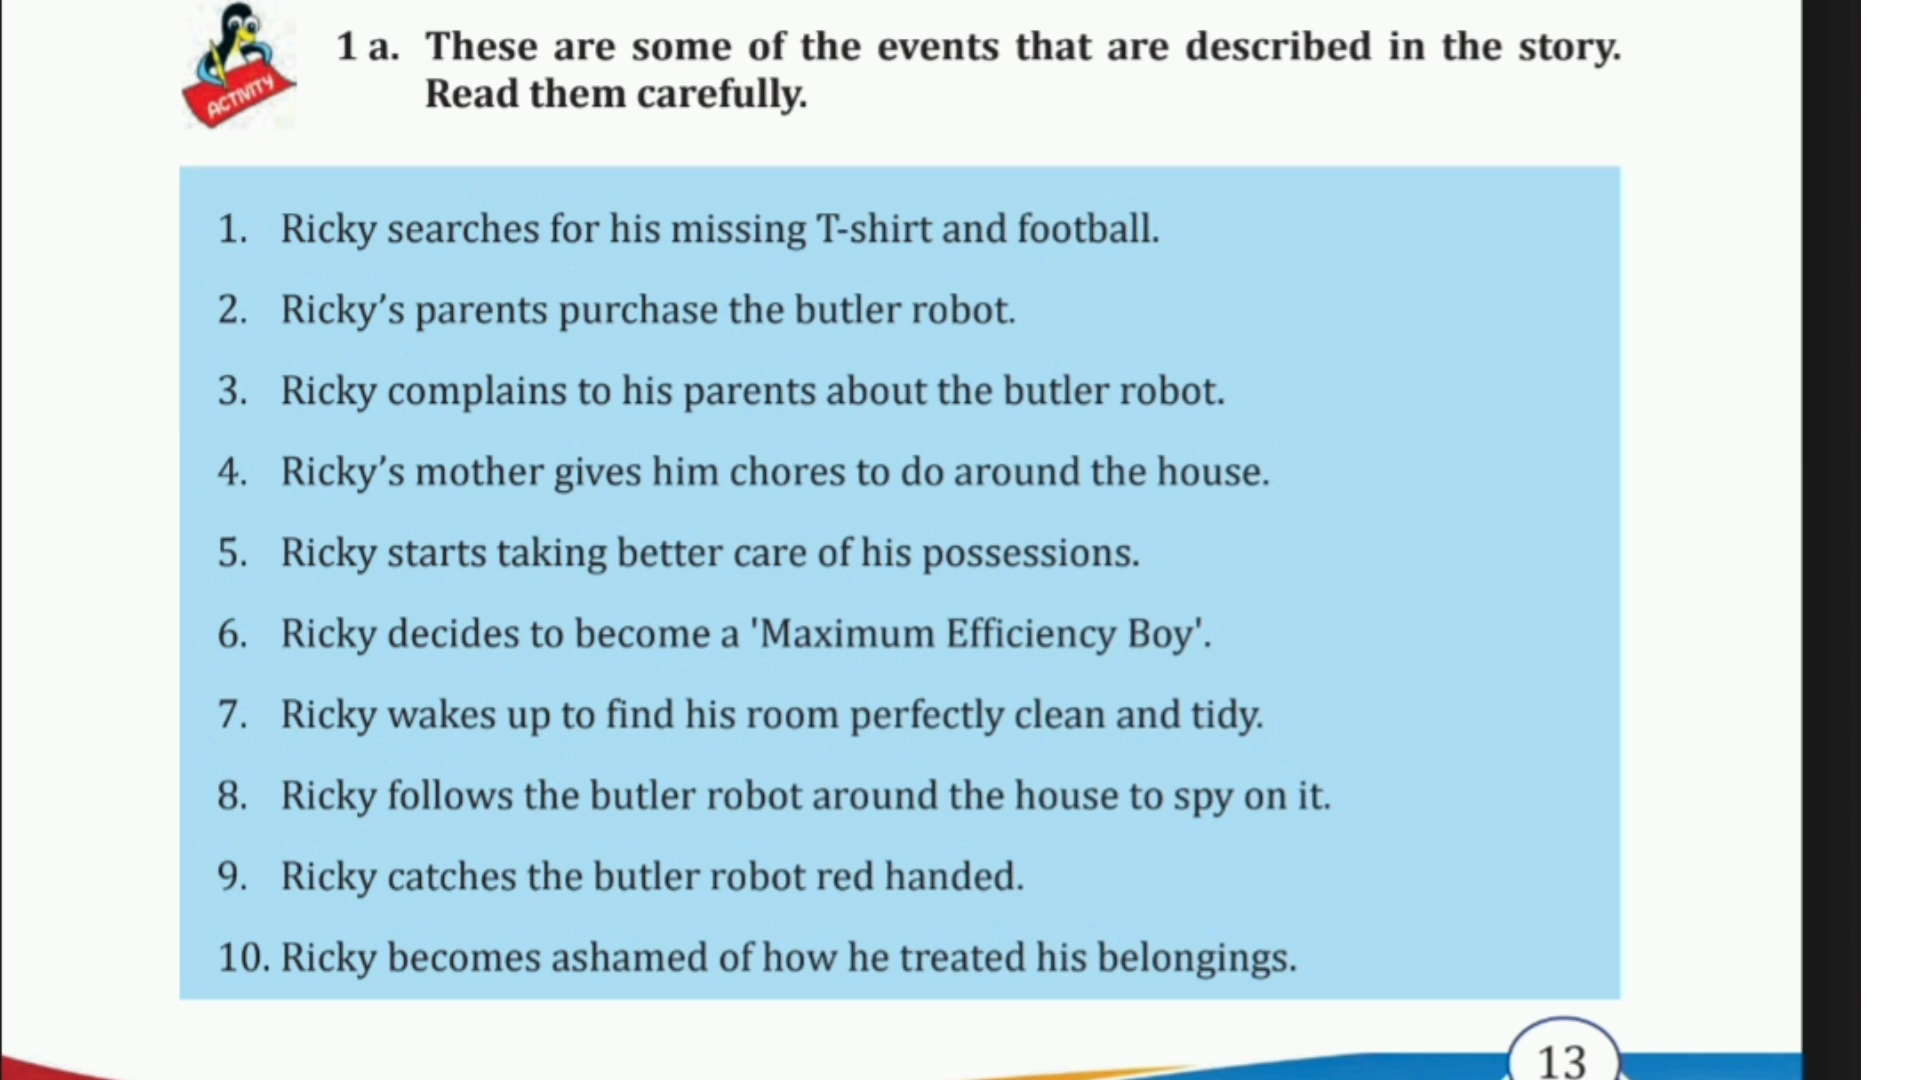 ACTIVITY
1 a. These are some of the events that are described in the story.
Read them carefully.
1. Ricky searches for his missing T-shirt and football.
2. Ricky’s parents purchase the butler robot.
3. Ricky complains to his parents about the butler robot.
4. Ricky’s mother gives him chores to do around the house.
5. Ricky starts taking better care of his possessions.
6. Ricky decides to become a 'Maximum Efficiency Boy'.
7. Ricky wakes up to find his room perfectly clean and tidy.
8. Ricky follows the butler robot around the house to spy on it.
9. Ricky catches the butler robot red handed.
10. Ricky becomes ashamed of how he treated his belongings.
13